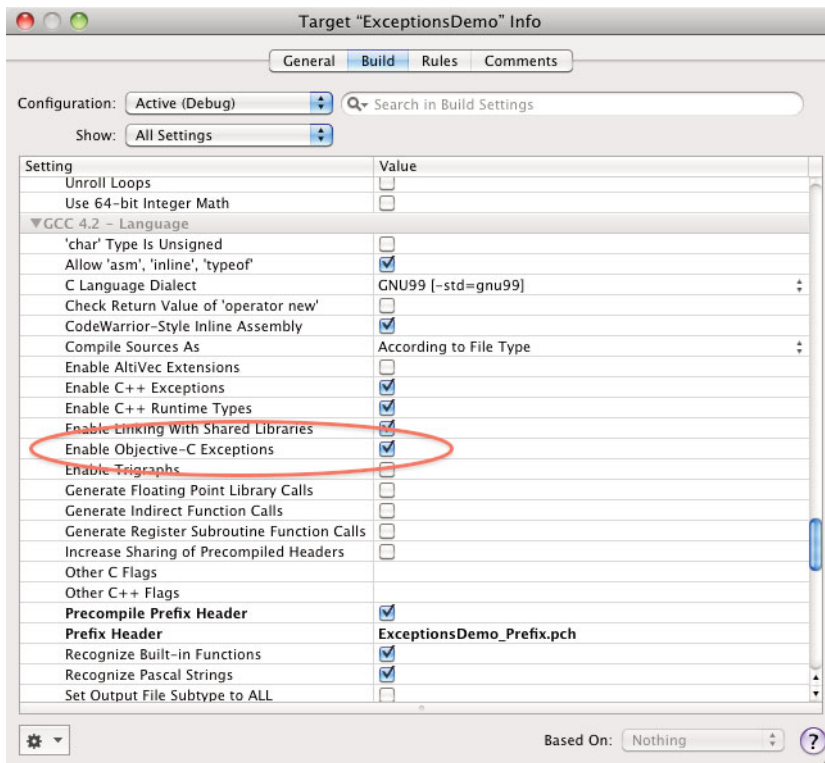 Target “ExceptionsDemo” Info
General Build Rules Comments
Configuration: Active (Debug) Search in Build Settings
Show: All Settings
Setting Value
Unroll Loops
Use 64-bit Integer Math
GCC 4.2 – Language
'char' Type Is Unsigned
Allow 'asm', 'inline', 'typeof'
C Language Dialect GNU99 [-std=gnu99]
Check Return Value of 'operator new'
CodeWarrior-Style Inline Assembly
Compile Sources As According to File Type
Enable AltiVec Extensions
Enable C++ Exceptions
Enable C++ Runtime Types
Enable Linking With Shared Libraries
Enable Objective-C Exceptions
Enable Trigraphs
Generate Floating Point Library Calls
Generate Indirect Function Calls
Generate Register Subroutine Function Calls
Increase Sharing of Precompiled Headers
Other C Flags
Other C++ Flags
Precompile Prefix Header
Prefix Header ExceptionsDemo_Prefix.pch
Recognize Built-in Functions
Recognize Pascal Strings
Set Output File Subtype to ALL
Based On: Nothing ?